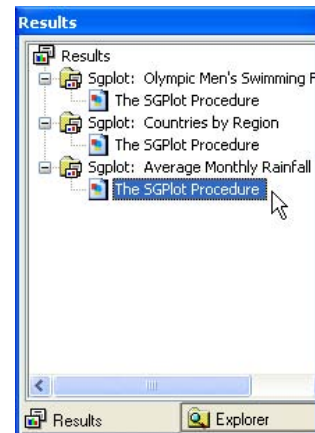 Results
Results
Sgplot: Olympic Men's Swimming F
The SGPlot Procedure
Sgplot: Countries by Region
The SGPlot Procedure
Sgplot: Average Monthly Rainfall
The SGPlot Procedure
Results Explorer